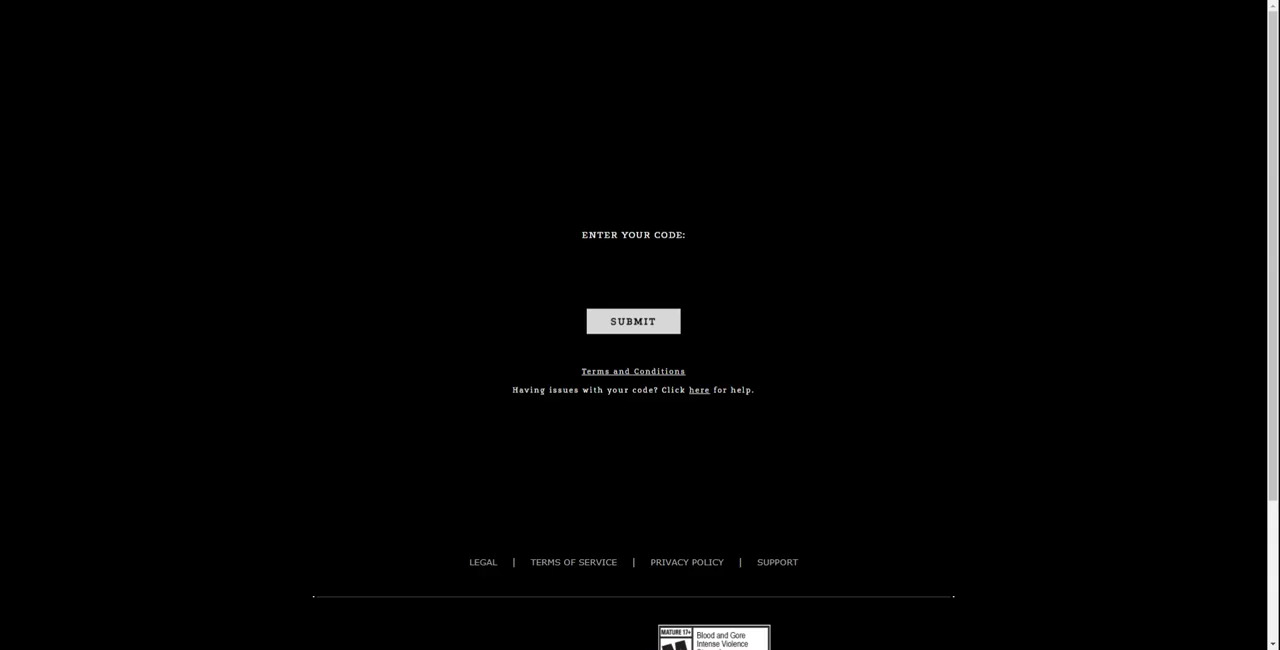 ENTER YOUR CODE:
SUBMIT
Terms and Conditions
Having issues with your code? Click here for help.
LEGAL | TERMS OF SERVICE | PRIVACY POLICY | SUPPORT
MATURE 17+
Blood and Gore
Intense Violence